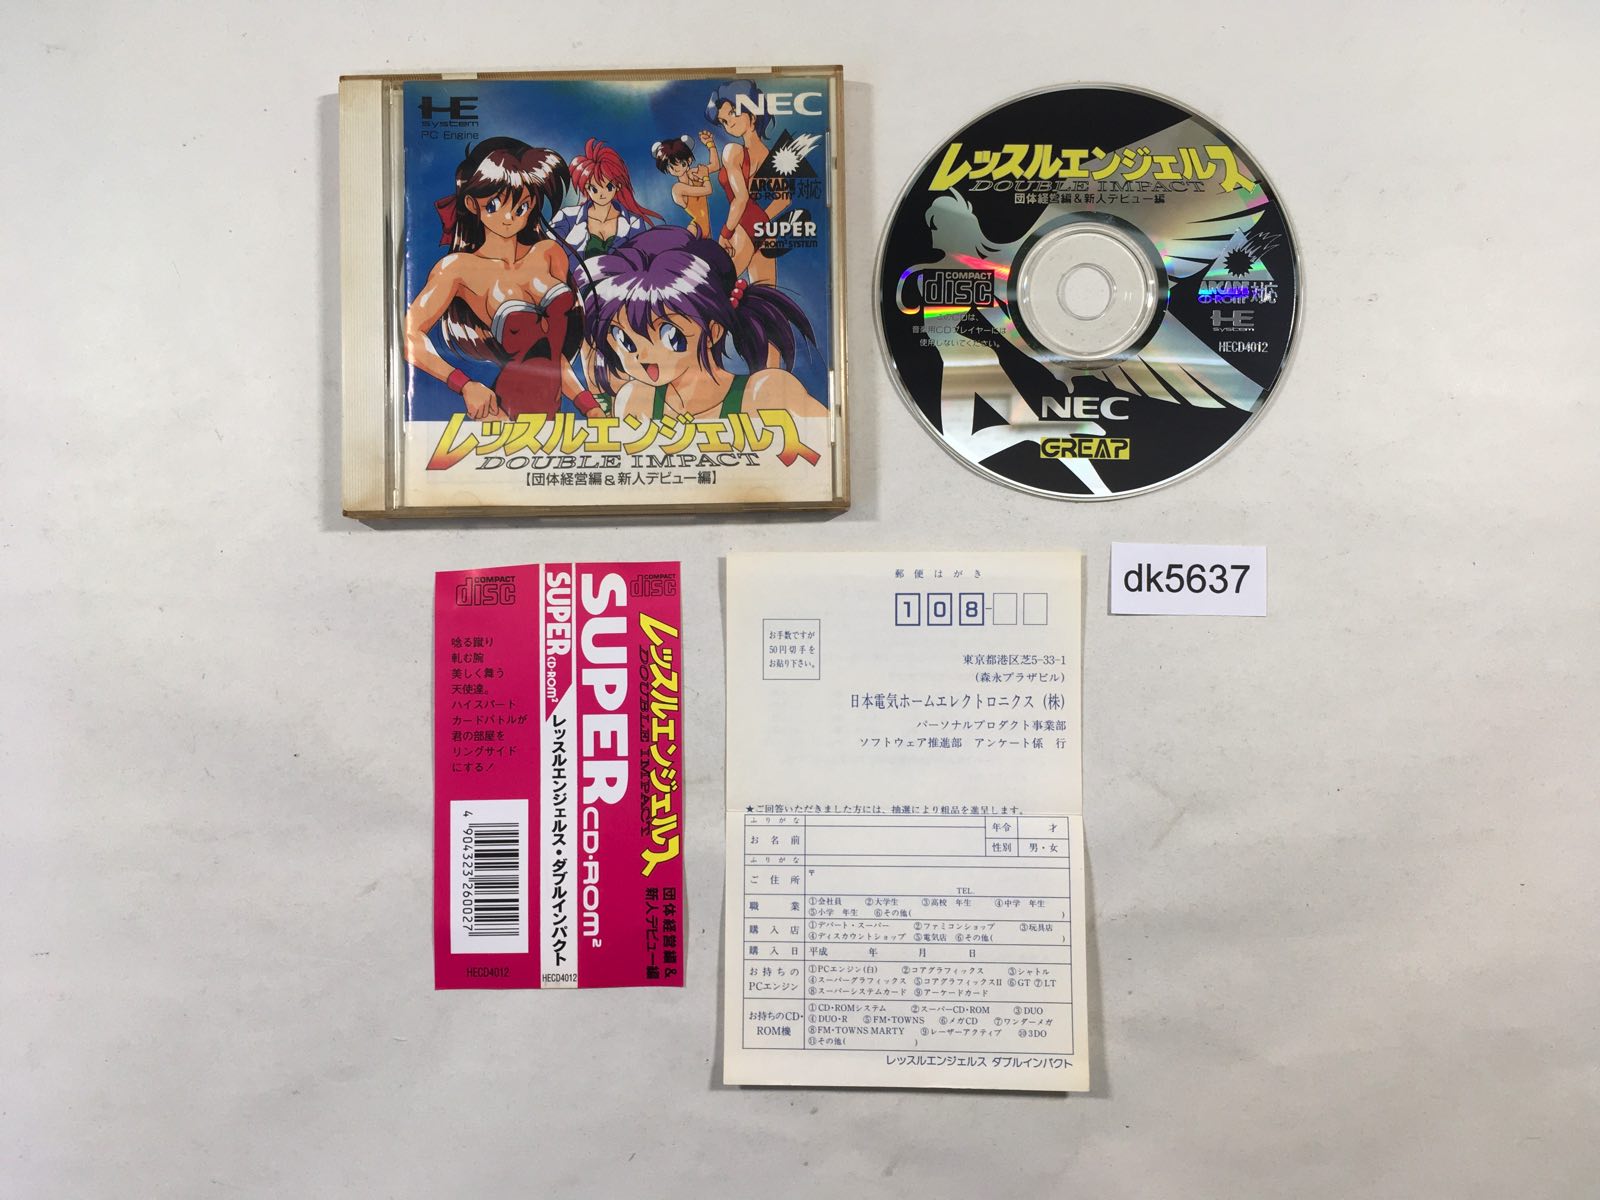 HE
system
PC Engine
NEC
ARCADE
CD-ROM² 対応
SUPER
CD-ROM² SYSTEM
レッスルエンジェルス
DOUBLE IMPACT
【団体経営編&新人デビュー編】
レッスルエンジェルス
DOUBLE IMPACT
団体経営編&新人デビュー編
COMPACT
disc
このCDは、
音楽用CDプレイヤーには
使用しないでください。
ARCADE
CD-ROM² 対応
HE
system
HECD4012
NEC
GREAP
dk5637
COMPACT
disc
唸る蹴り
軋む腕
美しく舞う
天使達。
ハイスパート
カードバトルが
君の部屋を
リングサイド
にする!
4 904323 260027
HECD4012
SUPER CD-ROM²
レッスルエンジェルス・ダブルインパクト
HECD4012
SUPER CD-ROM²
COMPACT
disc
レッスルエンジェルス
DOUBLE IMPACT
団体経営編&
新人デビュー編
郵便はがき
108-
お手数ですが
50円切手を
お貼り下さい。
東京都港区芝5-33-1
(森永プラザビル)
日本電気ホームエレクトロニクス(株)
パーソナルプロダクト事業部
ソフトウェア推進部 アンケート係 行
★ご回答いただきました方には、抽選により粗品を進呈します。
ふりがな
お名前
年令 才
性別 男・女
ふりがな
ご住所 〒
TEL.
職業 ①会社員 ②大学生 ③高校 年生 ④中学 年生
⑤小学 年生 ⑥その他( )
購入店 ①デパート・スーパー ②ファミコンショップ ③玩具店
④ディスカウントショップ ⑤電気店 ⑥その他( )
購入日 平成 年 月 日
お持ちの
PCエンジン
①PCエンジン(白) ②コアグラフィックス ③シャトル
④スーパーグラフィックス ⑤コアグラフィックスII ⑥GT ⑦LT
⑧スーパーシステムカード ⑨アーケードカード
お持ちのCD・
ROM機
①CD・ROMシステム ②スーパーCD・ROM ③DUO
④DUO・R ⑤FM・TOWNS ⑥メガCD ⑦ワンダーメガ
⑧FM・TOWNS MARTY ⑨レーザーアクティブ ⑩3DO
⑪その他( )
レッスルエンジェルス ダブルインパクト